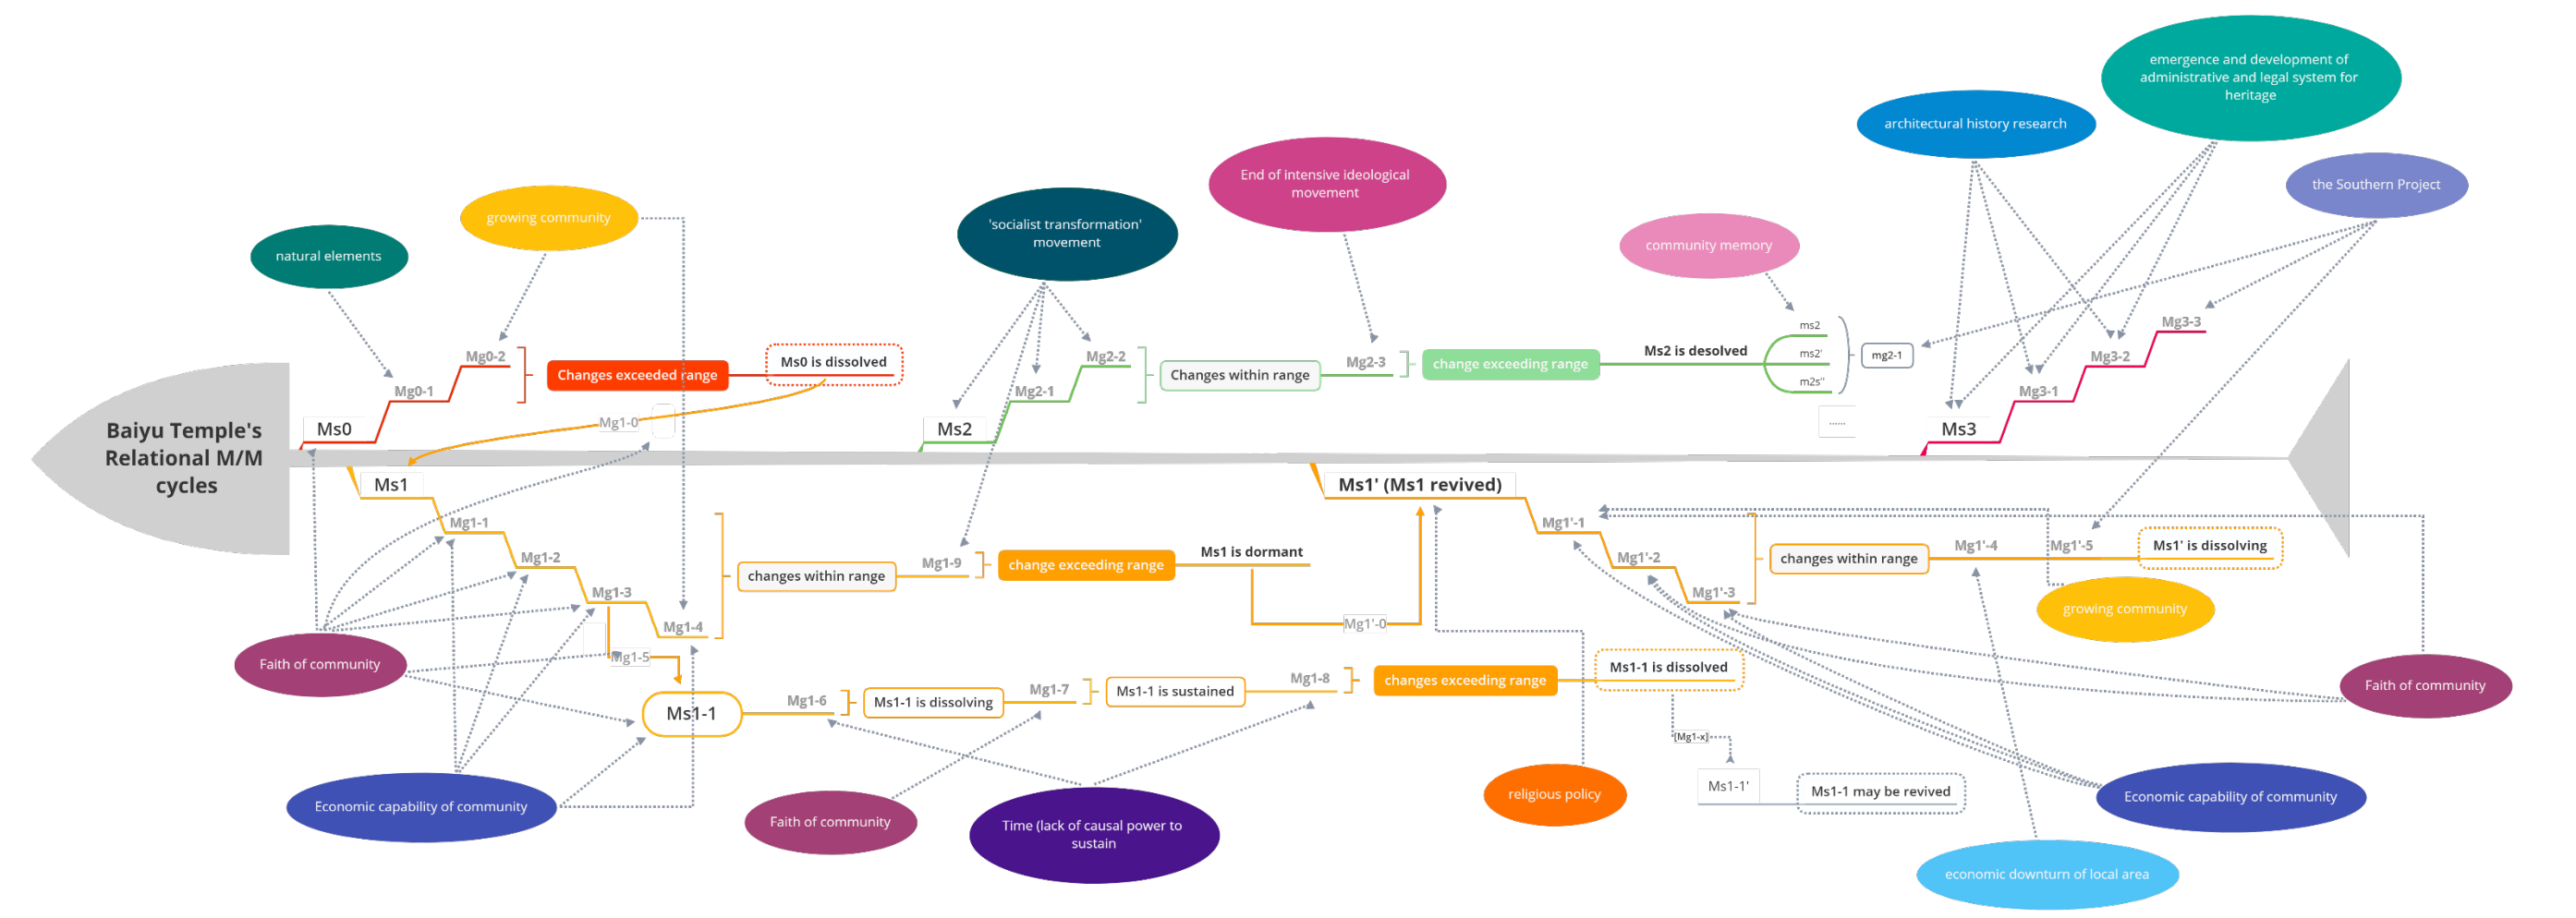 emergence and development of
administrative and legal system for
heritage
architectural history research
End of intensive ideological
movement
the Southern Project
growing community
'socialist transformation'
movement
community memory
natural elements
Mg3-3
ms2
Mg0-2
Mg2-2
Mg2-3
Ms2 is desolved
ms2'
mg2-1
Mg3-2
Changes exceeded range
Ms0 is dissolved
Changes within range
change exceeding range
m2s''
Mg0-1
Mg2-1
Mg3-1
Mg1-0
......
Ms0
Ms2
Ms3
Baiyu Temple's
Relational M/M
cycles
Ms1
Ms1' (Ms1 revived)
Mg1-1
Mg1'-1
Mg1-2
Mg1-9
Ms1 is dormant
Mg1'-2
Mg1'-4
Mg1'-5
Ms1' is dissolving
changes within range
change exceeding range
changes within range
Mg1-3
Mg1'-3
Mg1-4
Mg1'-0
growing community
Mg1-5
Faith of community
Ms1-1 is dissolved
Faith of community
Mg1-6
Mg1-7
Mg1-8
changes exceeding range
Ms1-1
Ms1-1 is dissolving
Ms1-1 is sustained
[Mg1-x]
Ms1-1'
Ms1-1 may be revived
religious policy
Economic capability of community
Economic capability of community
Faith of community
Time (lack of causal power to
sustain
economic downturn of local area